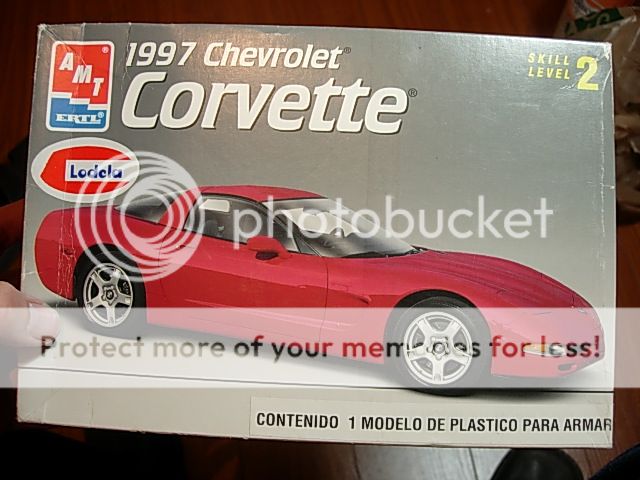 AMT
ERTL
1997 Chevrolet®
Corvette®
SKILL
LEVEL 2
Lodela
photobucket
Protect more of your memories for less!
CONTENIDO 1 MODELO DE PLASTICO PARA ARMAR